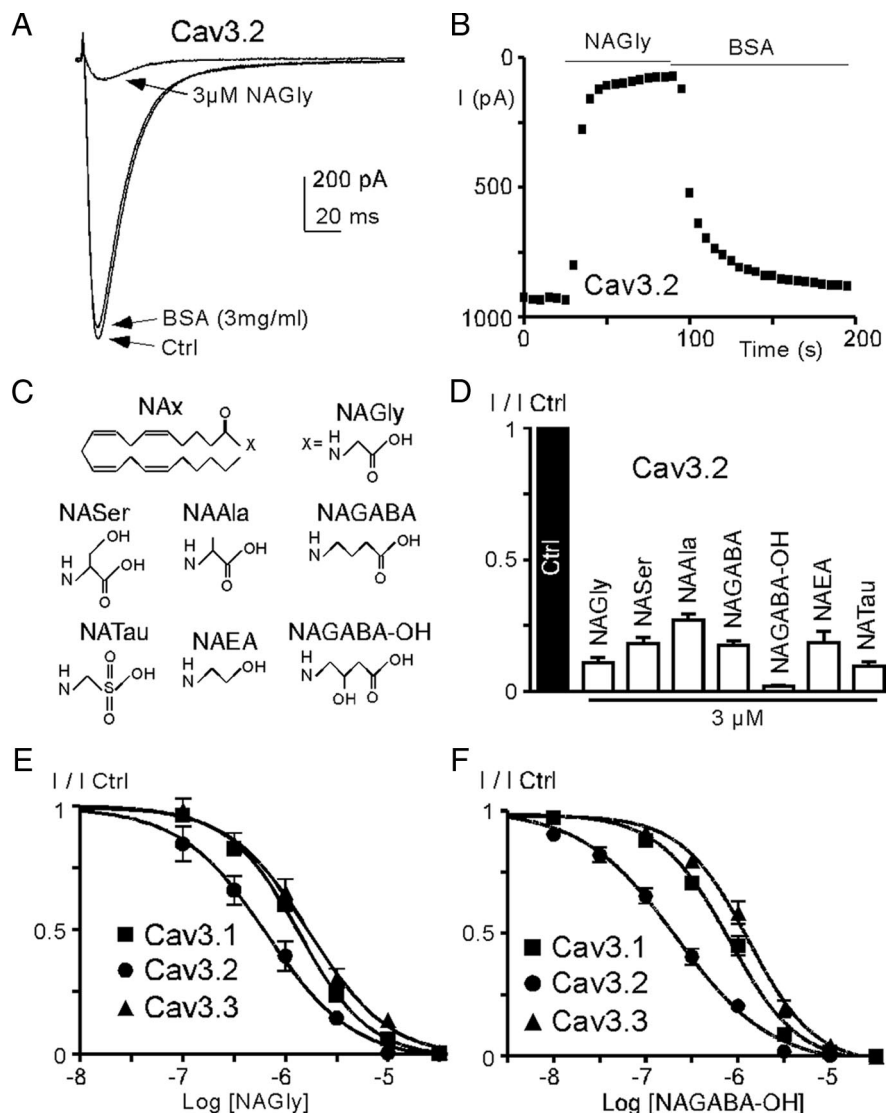 A
Cav3.2
3µM NAGly
200 pA
20 ms
BSA (3mg/ml)
Ctrl
B
NAGly
BSA
0
I (pA)
500
1000
Cav3.2
0
100
200
Time (s)
C
NAx
O
X
NAGly
X=
H
N
OH
O
NASer
OH
H
N
OH
O
NAAla
H
N
OH
O
NAGABA
H
N
OH
O
NATau
H
N
O
S
OH
O
NAEA
H
N
OH
NAGABA-OH
H
N
OH
OH
O
D
I / I Ctrl
1
0.5
0
Cav3.2
Ctrl
NAGly
NASer
NAAla
NAGABA
NAGABA-OH
NAEA
NATau
3 µM
E
I / I Ctrl
1
0.5
0
Cav3.1
Cav3.2
Cav3.3
-8
-7
-6
-5
Log [NAGly]
F
I / I Ctrl
1
0.5
0
Cav3.1
Cav3.2
Cav3.3
-8
-7
-6
-5
Log [NAGABA-OH]